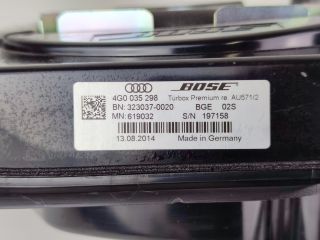 BOSE
4G0 035 298 Turbox Premium re. AU571/2
BN: 323037-0020 BGE 02S
MN: 619032 S/N 197158
13.08.2014 Made in Germany